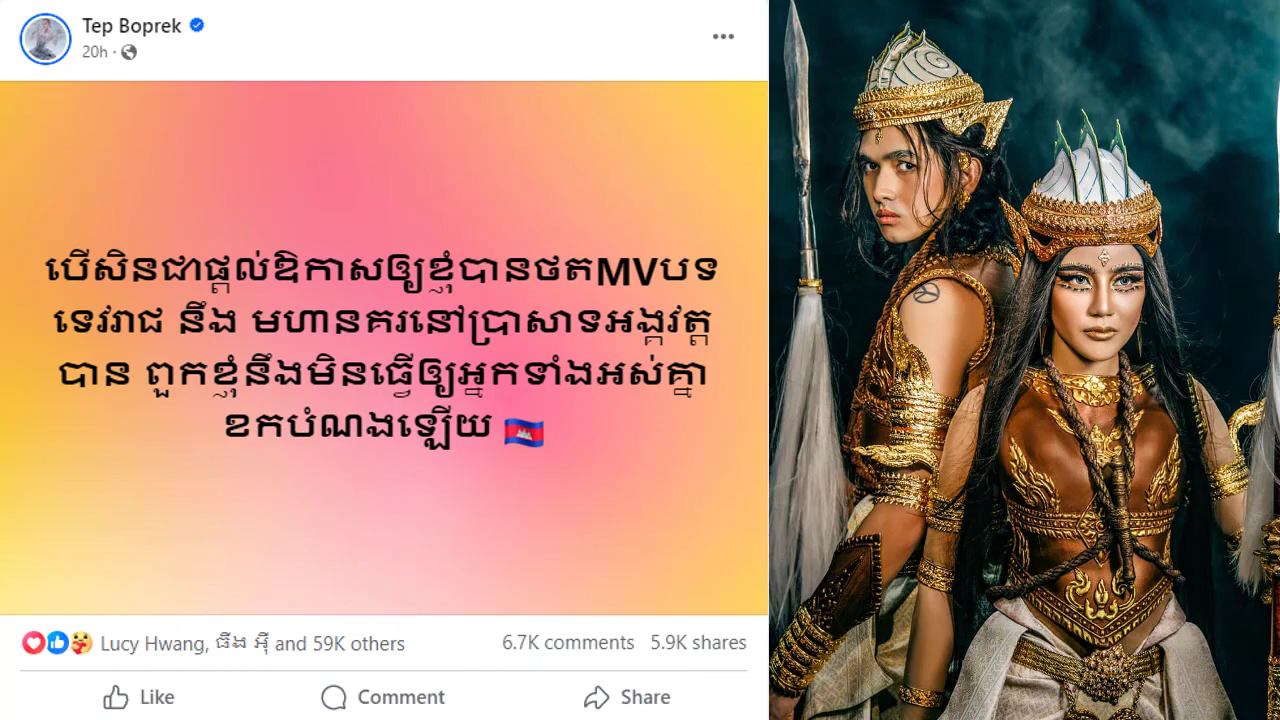 Tep Boprek
20h
បើសិនជាផ្តល់ឱកាសឲ្យខ្ញុំបានថតMVបទ
ទេវរាជ នឹង មហានគរនៅប្រាសាទអង្គវត្ត
បាន ពួកខ្ញុំនឹងមិនធ្វើឲ្យអ្នកទាំងអស់គ្នា
ខកបំណងឡើយ 🇰🇭
Lucy Hwang, ធីង អ៊ី and 59K others 6.7K comments 5.9K shares
Like Comment Share